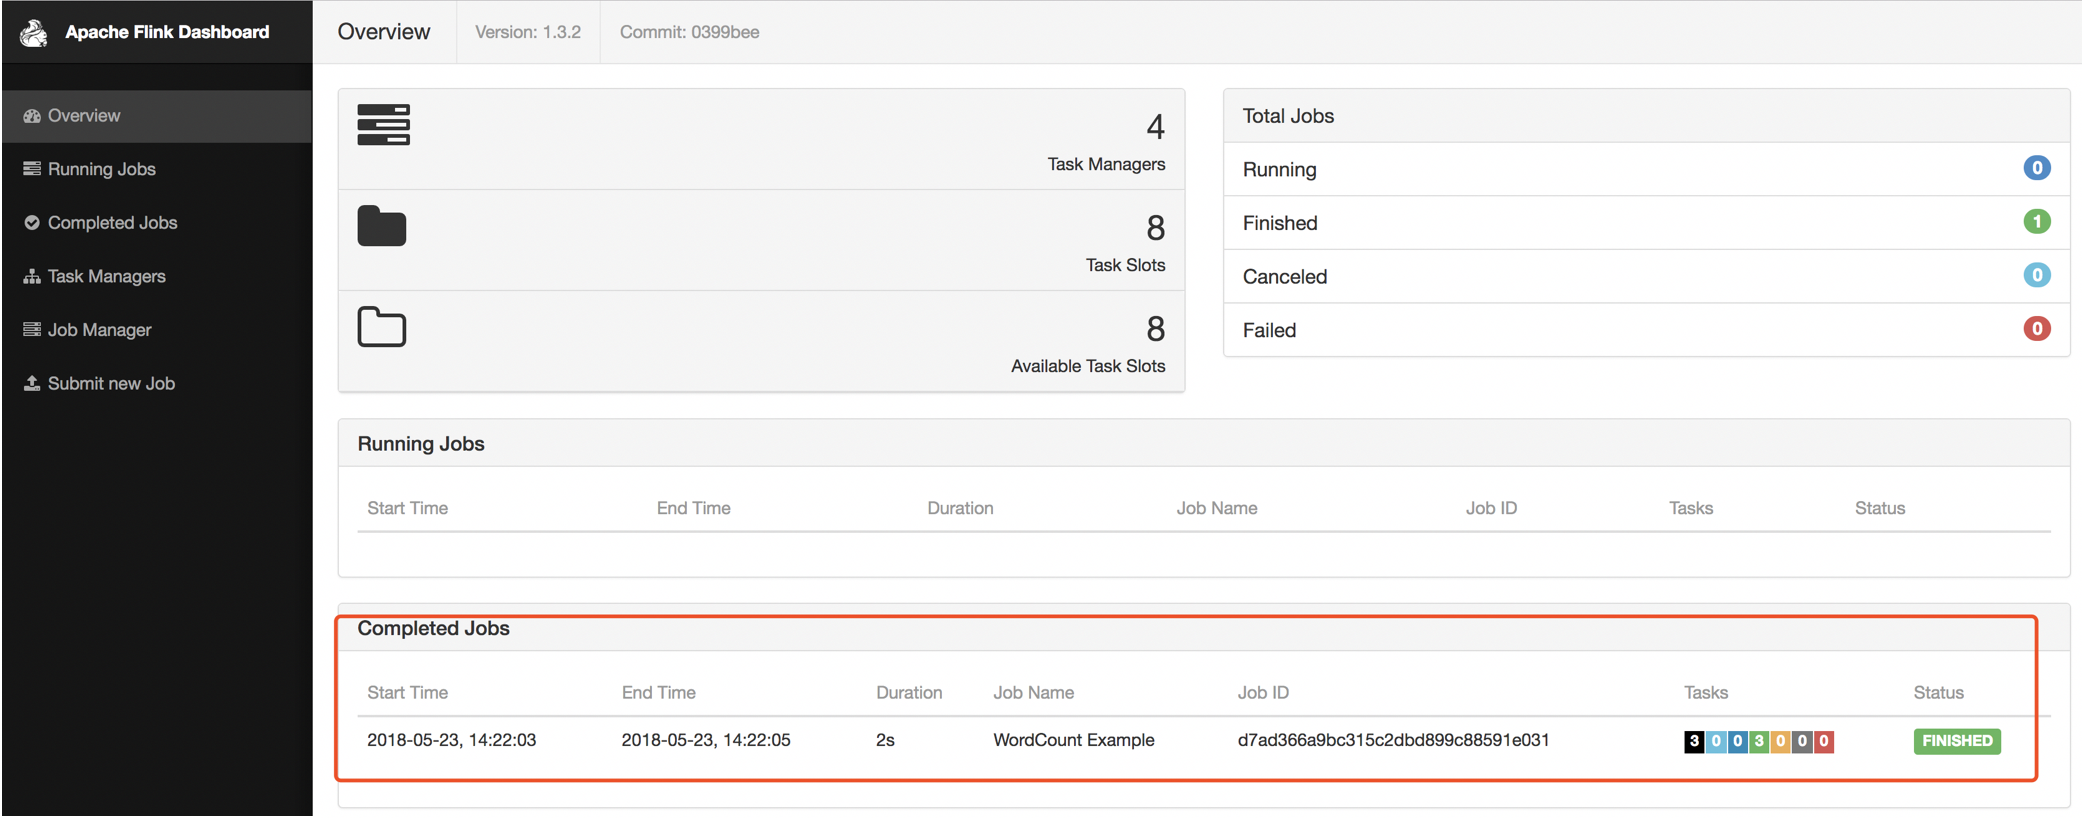 Apache Flink Dashboard
Overview
Version: 1.3.2
Commit: 0399bee
Overview
Running Jobs
Completed Jobs
Task Managers
Job Manager
Submit new Job
4
Task Managers
8
Task Slots
8
Available Task Slots
Total Jobs
Running 0
Finished 1
Canceled 0
Failed 0
Running Jobs
Start Time End Time Duration Job Name Job ID Tasks Status
Completed Jobs
Start Time End Time Duration Job Name Job ID Tasks Status
2018-05-23, 14:22:03 2018-05-23, 14:22:05 2s WordCount Example d7ad366a9bc315c2dbd899c88591e031 3 0 0 3 0 0 0 FINISHED